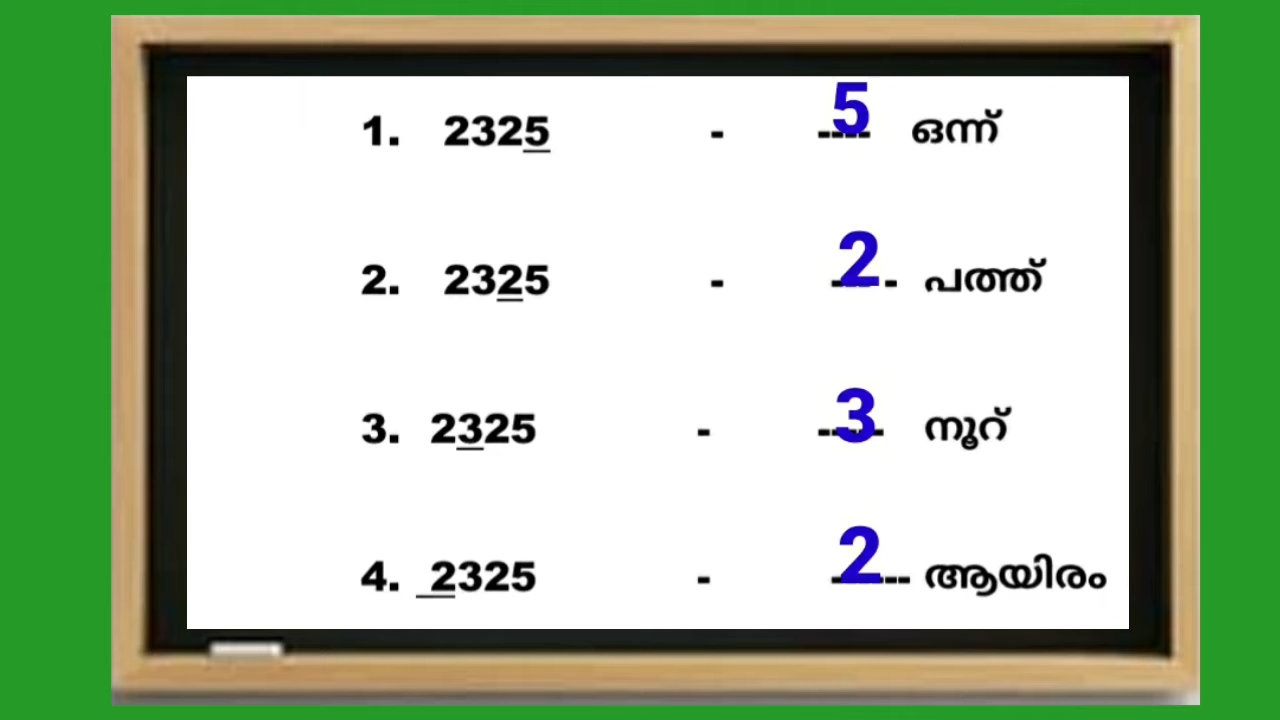 1. 2325 - 5 ഒന്ന്
2. 2325 - 2 - പത്ത്
3. 2325 - 3 നൂറ്
4. 2325 - 2 -- ആയിരം